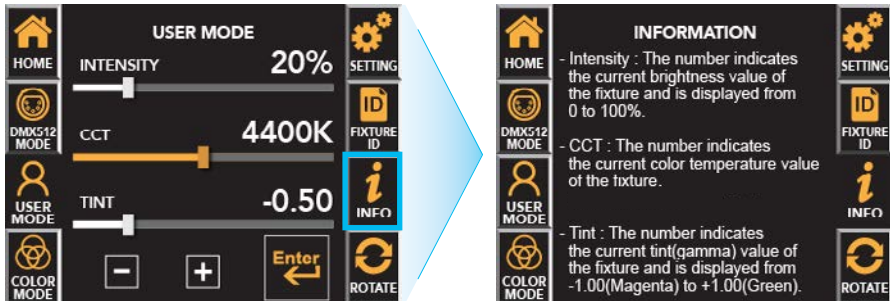 USER MODE
HOME
INTENSITY
20%
SETTING
DMX512
MODE
CCT
4400K
ID
FIXTURE
ID
USER
MODE
TINT
-0.50
i
INFO
COLOR
MODE
-
+
Enter
ROTATE
INFORMATION
HOME
- Intensity : The number indicates
the current brightness value of
the fixture and is displayed from
0 to 100%.
SETTING
DMX512
MODE
- CCT : The number indicates
the current color temperature value
of the fixture.
ID
FIXTURE
ID
USER
MODE
- Tint : The number indicates
the current tint(gamma) value of
the fixture and is displayed from
-1.00(Magenta) to +1.00(Green).
i
INFO
COLOR
MODE
ROTATE